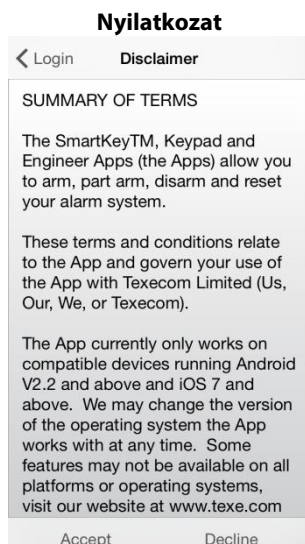 Nyilatkozat
Login Disclaimer
SUMMARY OF TERMS
The SmartKeyTM, Keypad and
Engineer Apps (the Apps) allow you
to arm, part arm, disarm and reset
your alarm system.
These terms and conditions relate
to the App and govern your use of
the App with Texecom Limited (Us,
Our, We, or Texecom).
The App currently only works on
compatible devices running Android
V2.2 and above and iOS 7 and
above. We may change the version
of the operating system the App
works with at any time. Some
features may not be available on all
platforms or operating systems,
visit our website at www.texe.com
Accept Decline